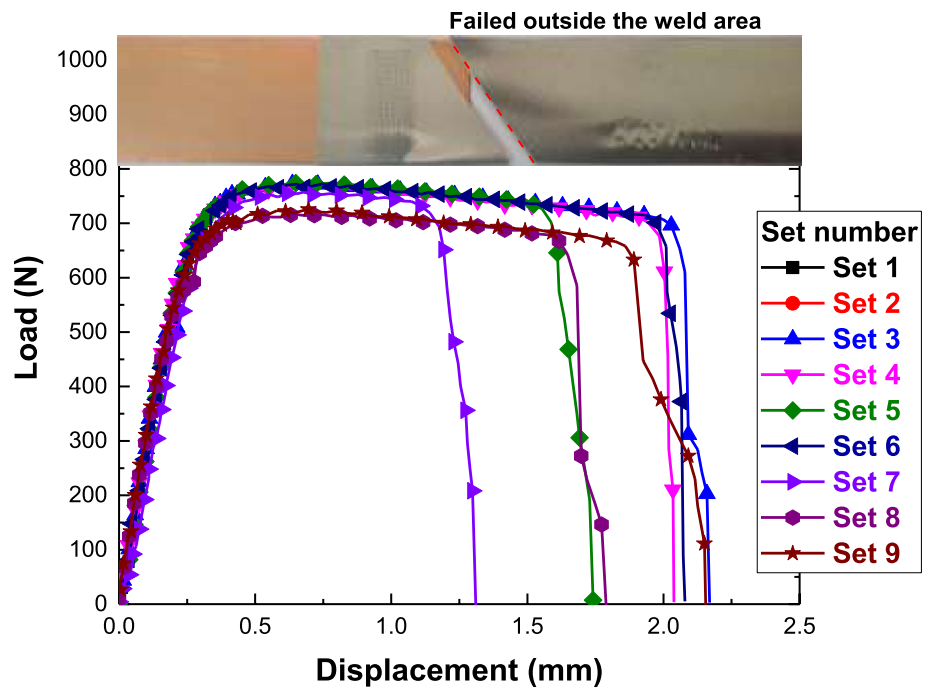 Failed outside the weld area
1000
900
800
700
600
500
400
300
200
100
0
0.0 0.5 1.0 1.5 2.0 2.5
Load (N)
Displacement (mm)
Set number
Set 1
Set 2
Set 3
Set 4
Set 5
Set 6
Set 7
Set 8
Set 9